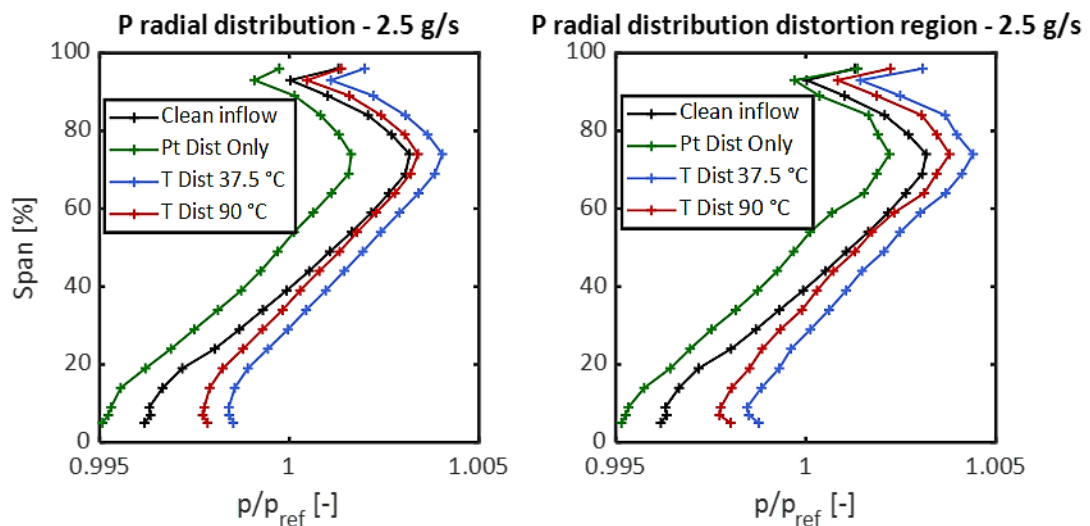 P radial distribution - 2.5 g/s
100
80
60
40
20
0
Span [%]
Clean inflow
Pt Dist Only
T Dist 37.5 °C
T Dist 90 °C
0.995
1
1.005
p/pref [-]
P radial distribution distortion region - 2.5 g/s
100
80
60
40
20
0
Clean inflow
Pt Dist Only
T Dist 37.5 °C
T Dist 90 °C
0.995
1
1.005
p/pref [-]